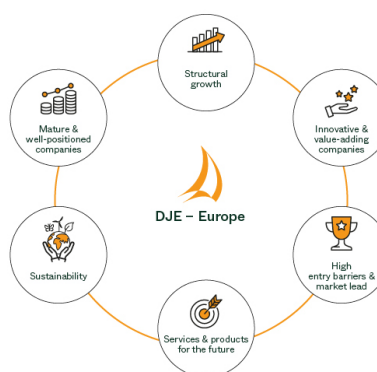 Structural
growth
Mature &
well-positioned
companies
Innovative &
value-adding
companies
DJE – Europe
Sustainability
High
entry barriers &
market lead
Services & products
for the future